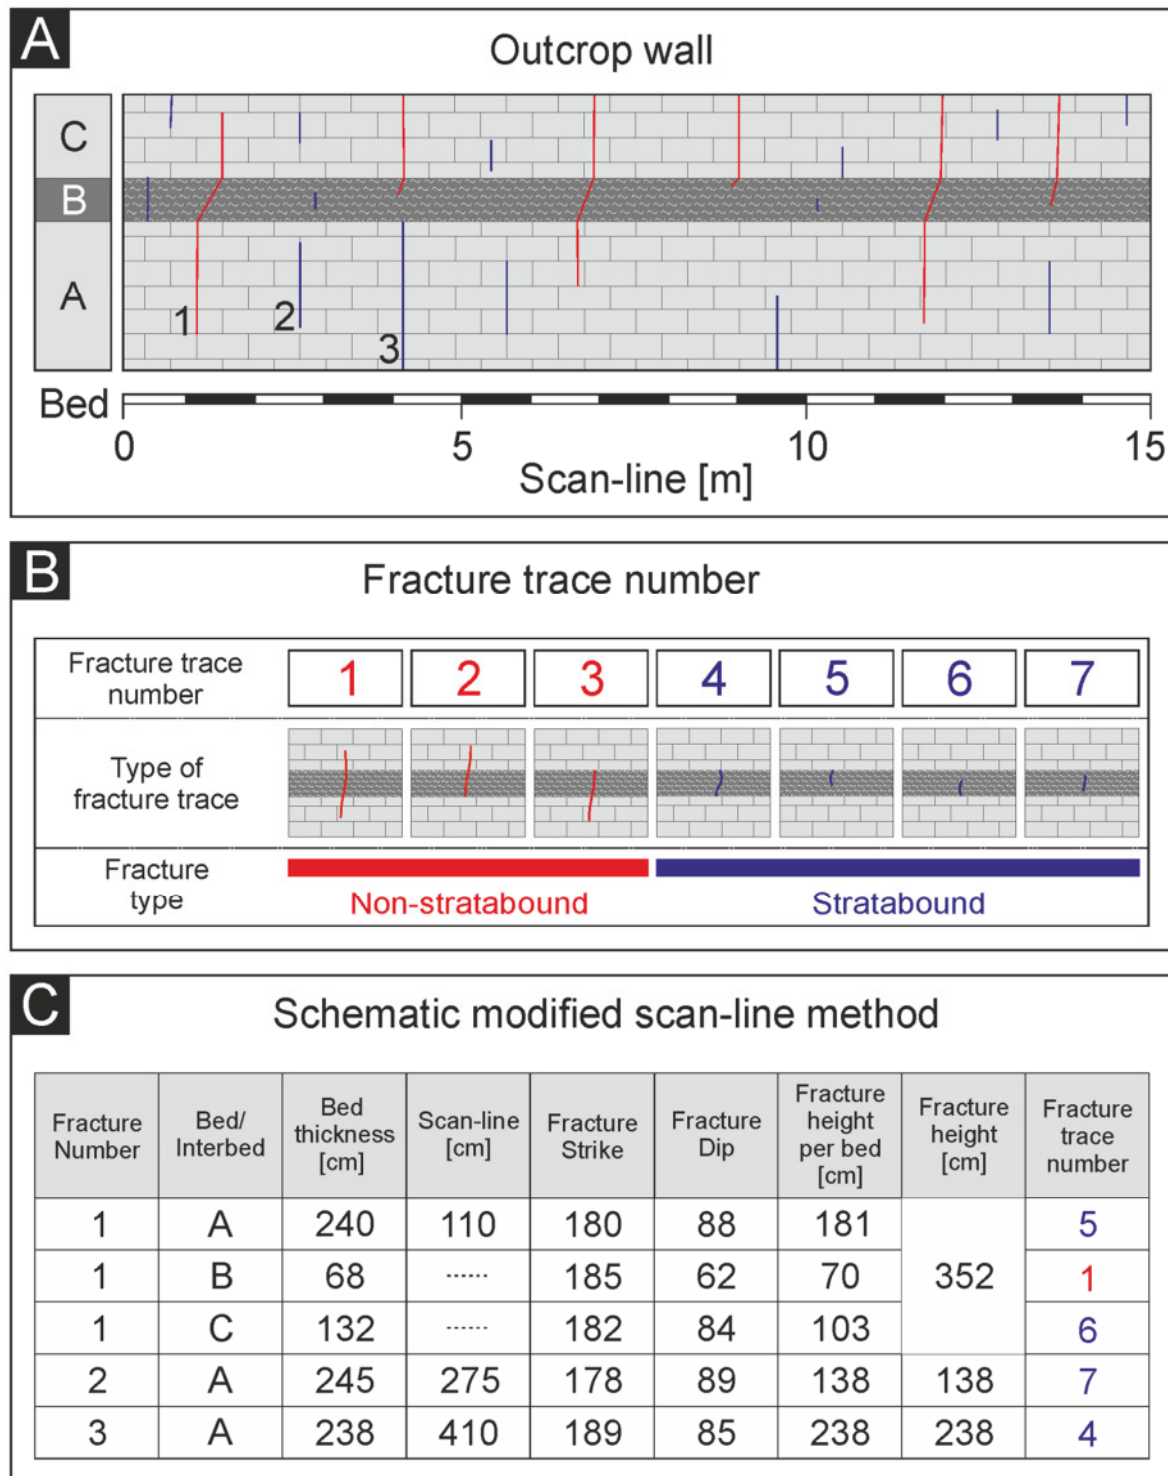 A
Outcrop wall
C
B
A
1
2
3
Bed
0 5 10 15
Scan-line [m]
B
Fracture trace number
Fracture trace
number
1 2 3 4 5 6 7
Type of
fracture trace
Fracture
type
Non-stratabound Stratabound
C
Schematic modified scan-line method
Fracture
Number
Bed/
Interbed
Bed
thickness
[cm]
Scan-line
[cm]
Fracture
Strike
Fracture
Dip
Fracture
height
per bed
[cm]
Fracture
height
[cm]
Fracture
trace
number
1 A 240 110 180 88 181 5
1 B 68 ...... 185 62 70 352 1
1 C 132 ...... 182 84 103 6
2 A 245 275 178 89 138 138 7
3 A 238 410 189 85 238 238 4